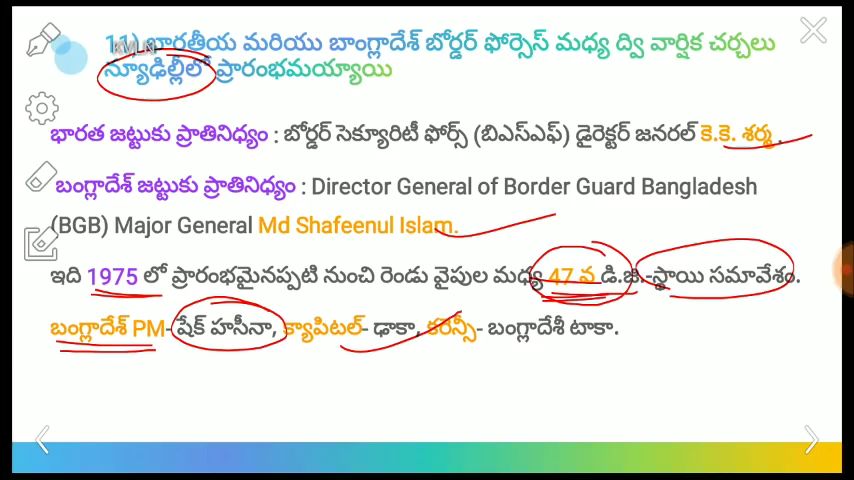 11) భారతీయ మరియు బాంగ్లాదేశ్ బోర్డర్ ఫోర్సెస్ మధ్య ద్వి వార్షిక చర్చలు
న్యూఢిల్లీలో ప్రారంభమయ్యాయి
భారత జట్టుకు ప్రాతినిధ్యం : బోర్డర్ సెక్యూరిటీ ఫోర్స్ (బిఎస్ఎఫ్) డైరెక్టర్ జనరల్ కె.కె. శర్మ .
బంగ్లాదేశ్ జట్టుకు ప్రాతినిధ్యం : Director General of Border Guard Bangladesh
(BGB) Major General Md Shafeenul Islam.
ఇది 1975 లో ప్రారంభమైనప్పటి నుంచి రెండు వైపుల మధ్య 47 వ డి.జి.-స్థాయి సమావేశం.
బంగ్లాదేశ్ PM- షేక్ హసీనా, క్యాపిటల్- ఢాకా, కరెన్సీ- బంగ్లాదేశీ టాకా.